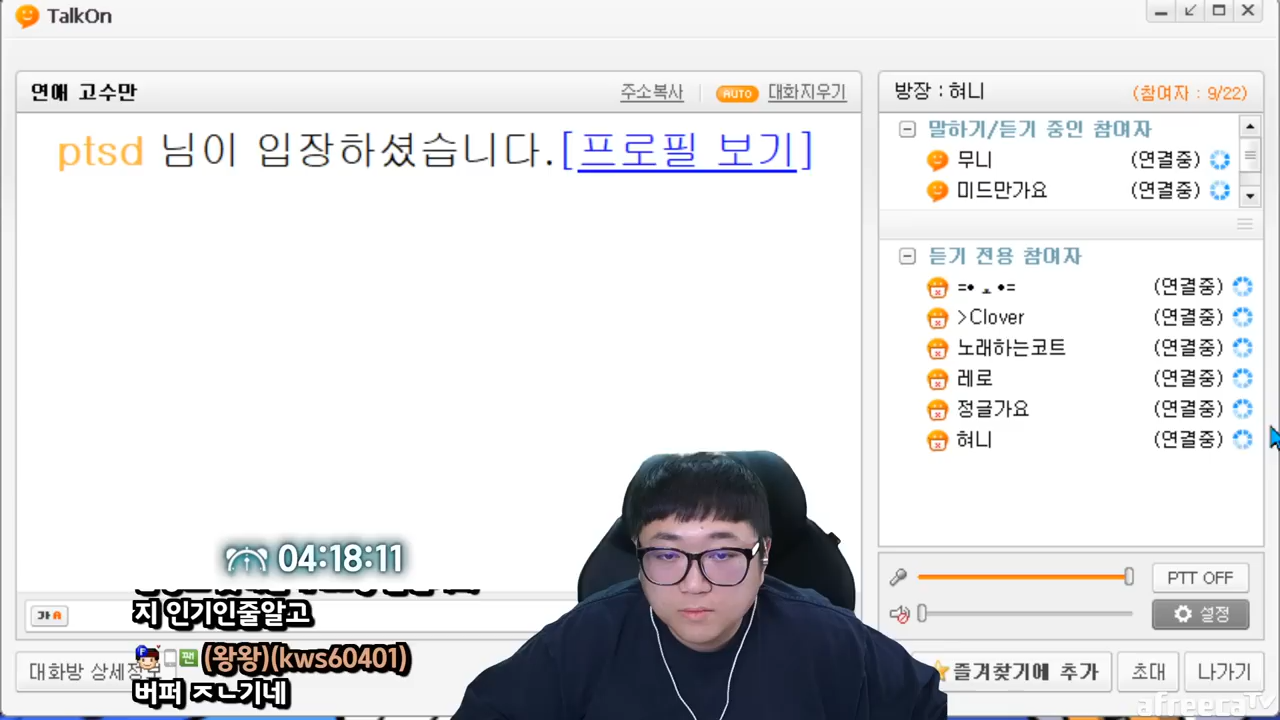 TalkOn
연애 고수만
주소복사
AUTO
대화지우기
ptsd 님이 입장하셨습니다.[프로필 보기]
방장 : 혀니
(참여자 : 9/22)
말하기/듣기 중인 참여자
무니 (연결중)
미드만가요 (연결중)
듣기 전용 참여자
=• ﻌ •= (연결중)
>Clover (연결중)
노래하는코트 (연결중)
레로 (연결중)
정글가요 (연결중)
혀니 (연결중)
04:18:11
지 인기인줄알고
가
팬 (왕왕)(kws60401)
버퍼 ㅈㄴ기네
PTT OFF
설정
대화방 상세정보
즐겨찾기에 추가
초대
나가기
afreecaTV